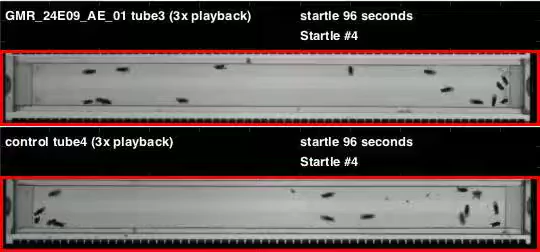 GMR_24E09_AE_01 tube3 (3x playback)
startle 96 seconds
Startle #4
control tube4 (3x playback)
startle 96 seconds
Startle #4